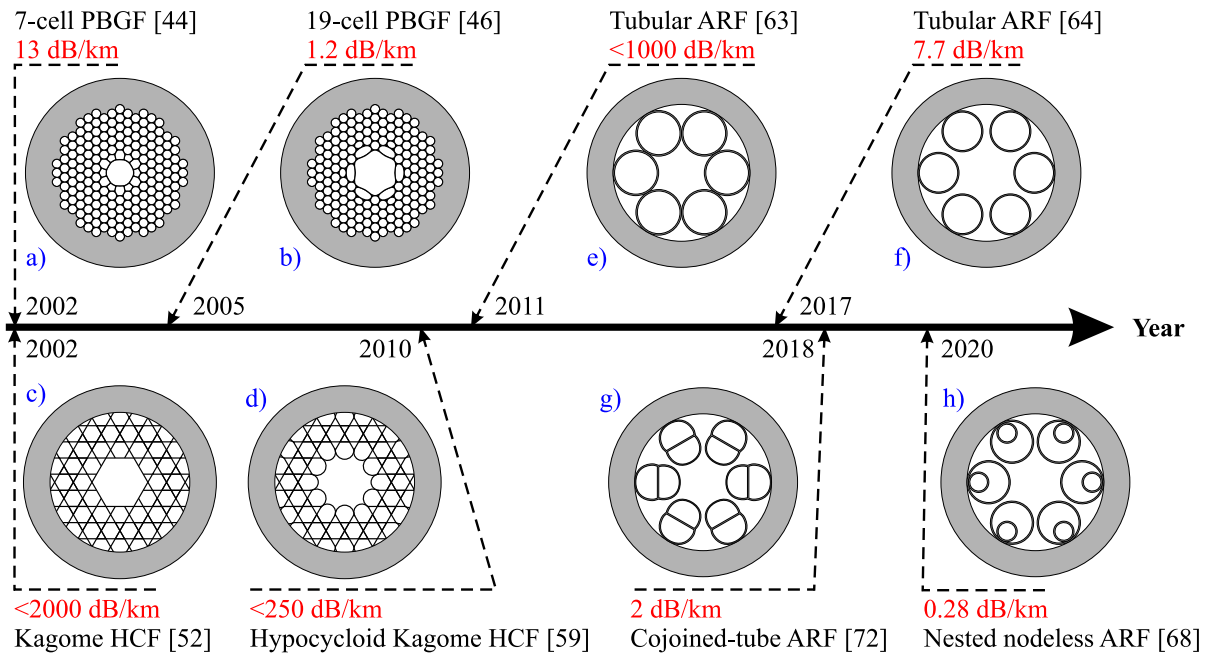 7-cell PBGF [44]
13 dB/km
19-cell PBGF [46]
1.2 dB/km
Tubular ARF [63]
<1000 dB/km
Tubular ARF [64]
7.7 dB/km
a)
b)
e)
f)
2002
2005
2011
2017
Year
2002
2010
2018
2020
c)
d)
g)
h)
<2000 dB/km
Kagome HCF [52]
<250 dB/km
Hypocycloid Kagome HCF [59]
2 dB/km
Cojoined-tube ARF [72]
0.28 dB/km
Nested nodeless ARF [68]